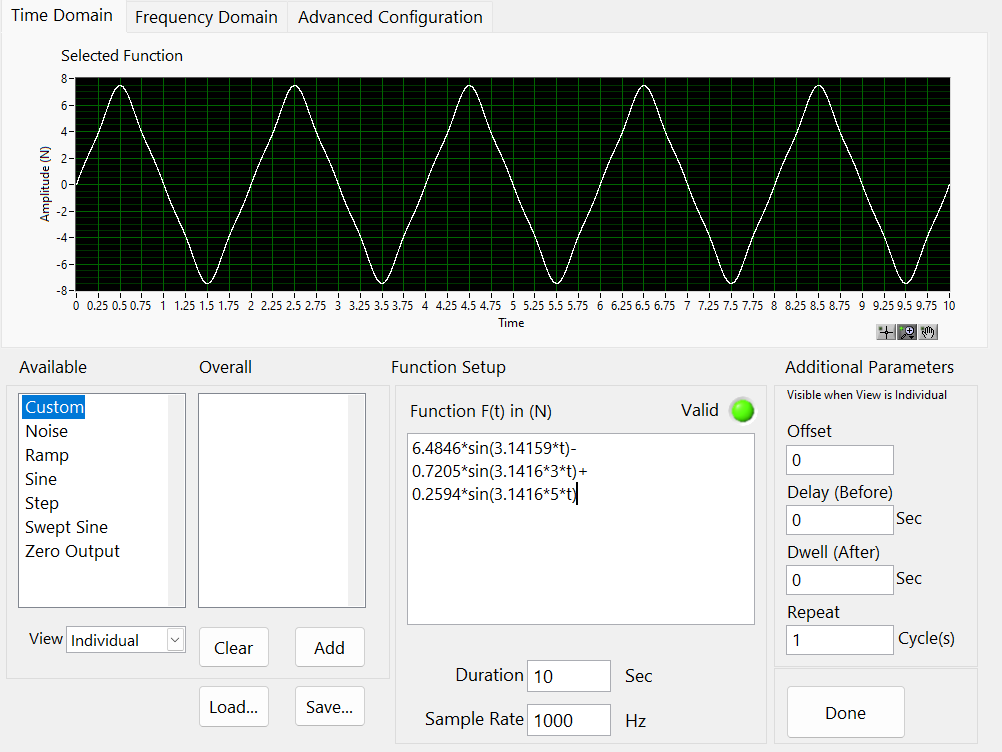 Time Domain Frequency Domain Advanced Configuration
Selected Function
8
6
4
2
0
-2
-4
-6
-8
Amplitude (N)
0 0.25 0.5 0.75 1 1.25 1.5 1.75 2 2.25 2.5 2.75 3 3.25 3.5 3.75 4 4.25 4.5 4.75 5 5.25 5.5 5.75 6 6.25 6.5 6.75 7 7.25 7.5 7.75 8 8.25 8.5 8.75 9 9.25 9.5 9.75 10
Time
Available
Custom
Noise
Ramp
Sine
Step
Swept Sine
Zero Output
View Individual
Overall
Clear Add
Load... Save...
Function Setup
Function F(t) in (N) Valid
6.4846*sin(3.14159*t)-
0.7205*sin(3.1416*3*t)+
0.2594*sin(3.1416*5*t)
Duration 10 Sec
Sample Rate 1000 Hz
Additional Parameters
Visible when View is Individual
Offset
0
Delay (Before)
0 Sec
Dwell (After)
0 Sec
Repeat
1 Cycle(s)
Done